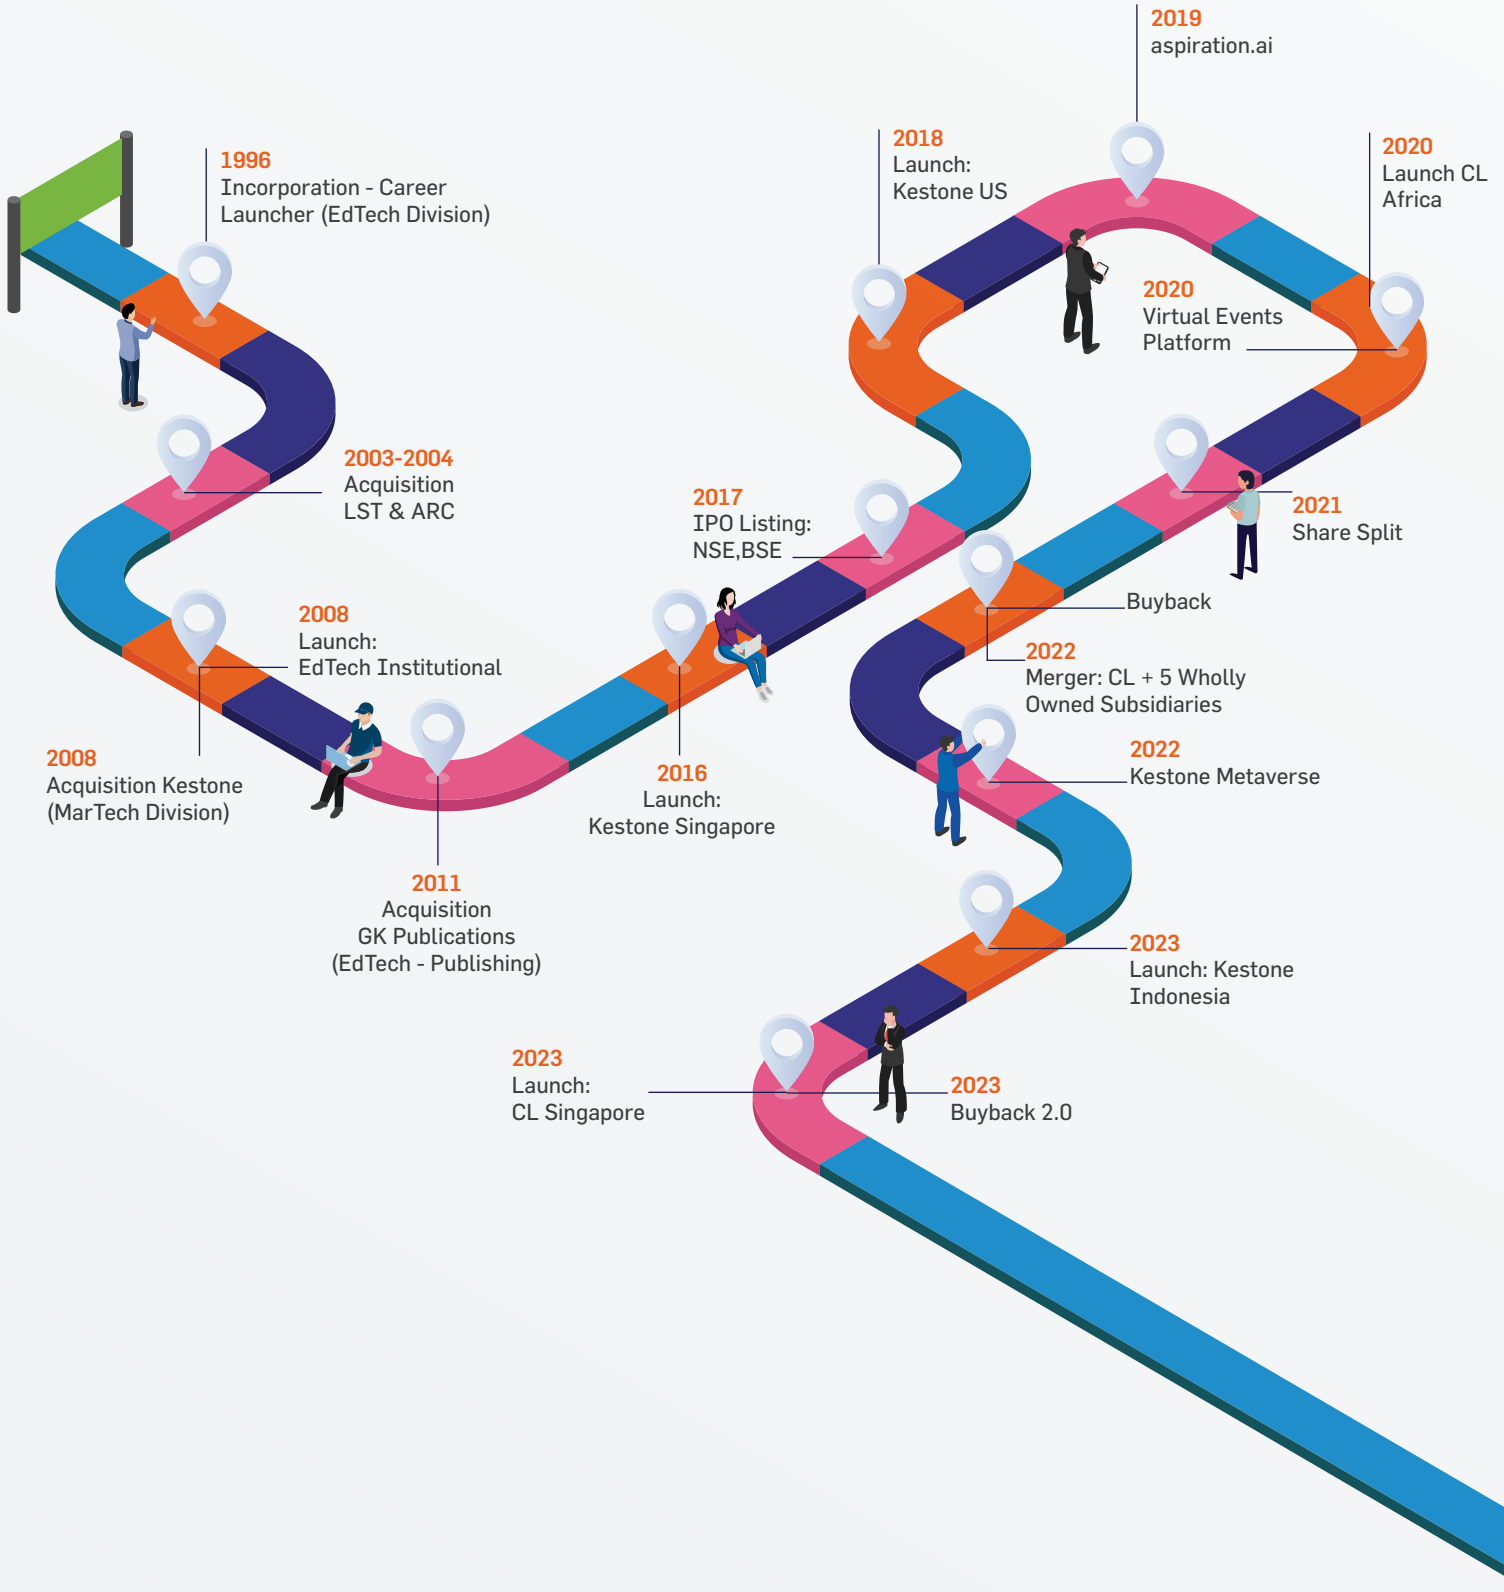 1996
Incorporation - Career
Launcher (EdTech Division)
2003-2004
Acquisition
LST & ARC
2008
Launch:
EdTech Institutional
2008
Acquisition Kestone
(MarTech Division)
2011
Acquisition
GK Publications
(EdTech - Publishing)
2016
Launch:
Kestone Singapore
2017
IPO Listing:
NSE,BSE
2018
Launch:
Kestone US
2019
aspiration.ai
2020
Launch CL
Africa
2020
Virtual Events
Platform
2021
Share Split
Buyback
2022
Merger: CL + 5 Wholly
Owned Subsidiaries
2022
Kestone Metaverse
2023
Launch: Kestone
Indonesia
2023
Launch:
CL Singapore
2023
Buyback 2.0